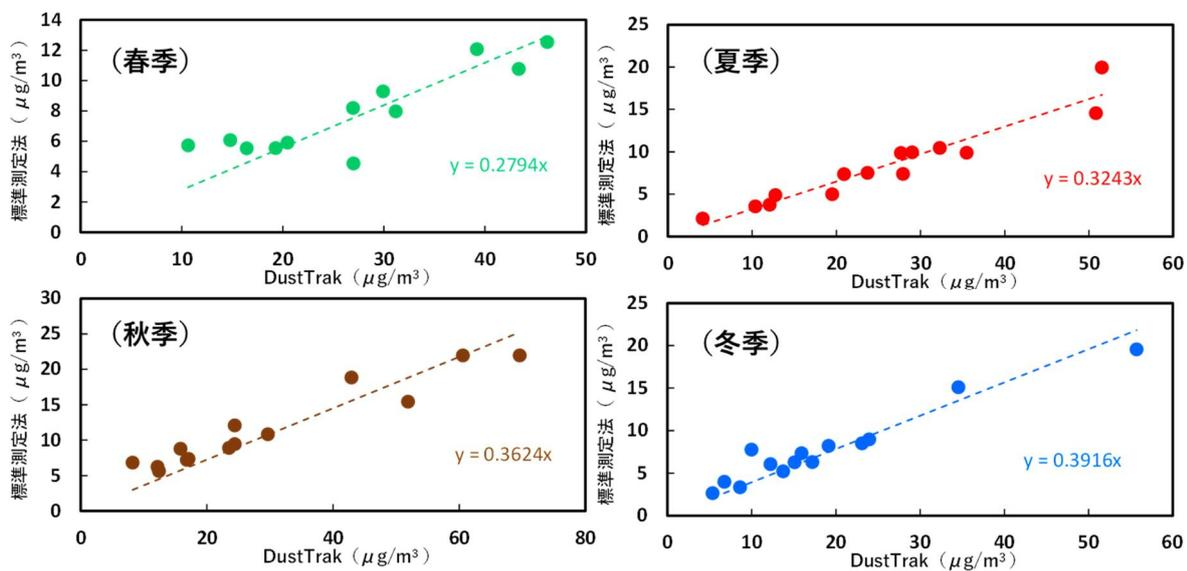 14
12
10
8
6
4
2
0
標準測定法（ μg/m³）
（春季）
y = 0.2794x
0 10 20 30 40 50
DustTrak（μg/m³）
25
20
15
10
5
0
標準測定法（ μg/m³）
（夏季）
y = 0.3243x
0 10 20 30 40 50 60
DustTrak（μg/m³）
30
25
20
15
10
5
0
標準測定法（ μg/m³）
（秋季）
y = 0.3624x
0 20 40 60 80
DustTrak（μg/m³）
25
20
15
10
5
0
標準測定法（ μg/m³）
（冬季）
y = 0.3916x
0 10 20 30 40 50 60
DustTrak（μg/m³）